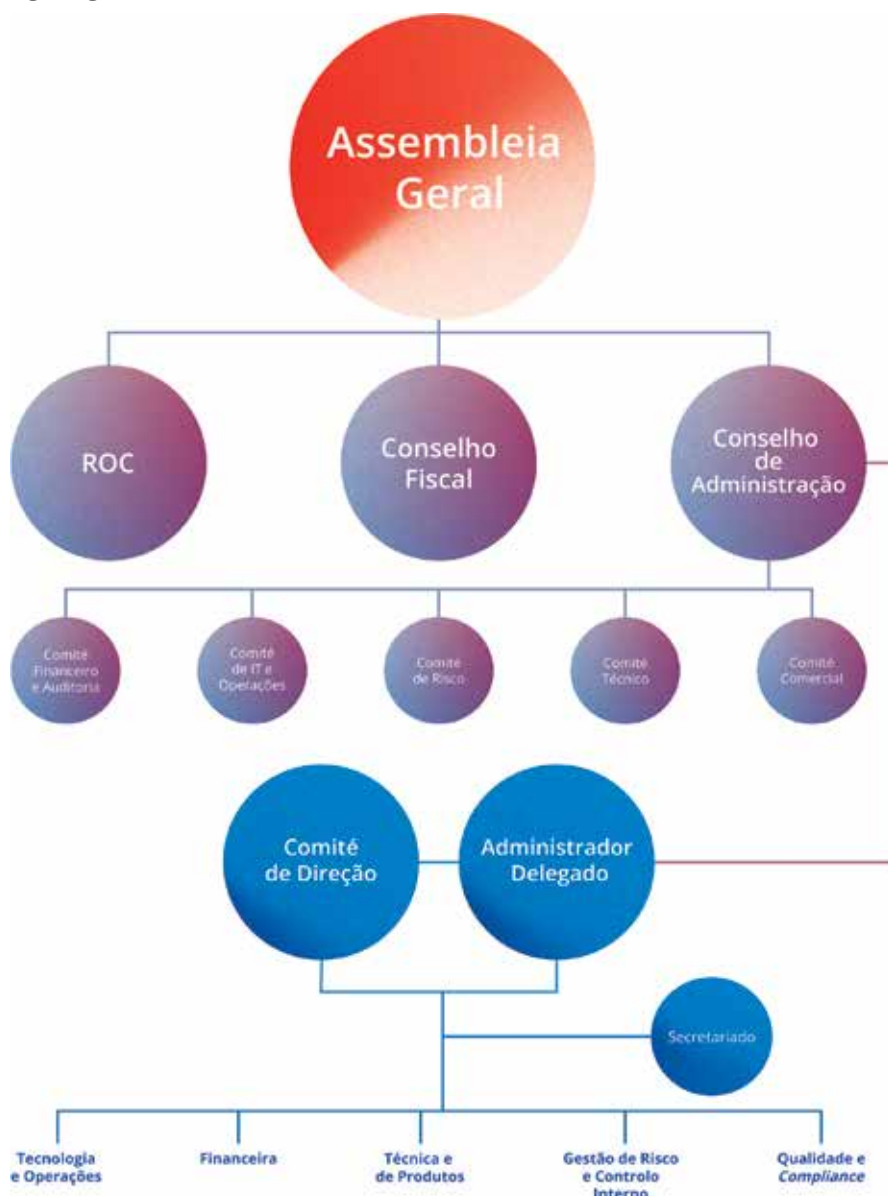 Assembleia
Geral
ROC
Conselho
Fiscal
Conselho
de
Administração
Comité
Financeiro
e Auditoria
Comité
de IT e
Operações
Comité
de Risco
Comité
Técnico
Comité
Comercial
Comité
de Direção
Administrador
Delegado
Secretariado
Tecnologia
e Operações
Financeira
Técnica e
de Produtos
Gestão de Risco
e Controlo
Interno
Qualidade e
Compliance